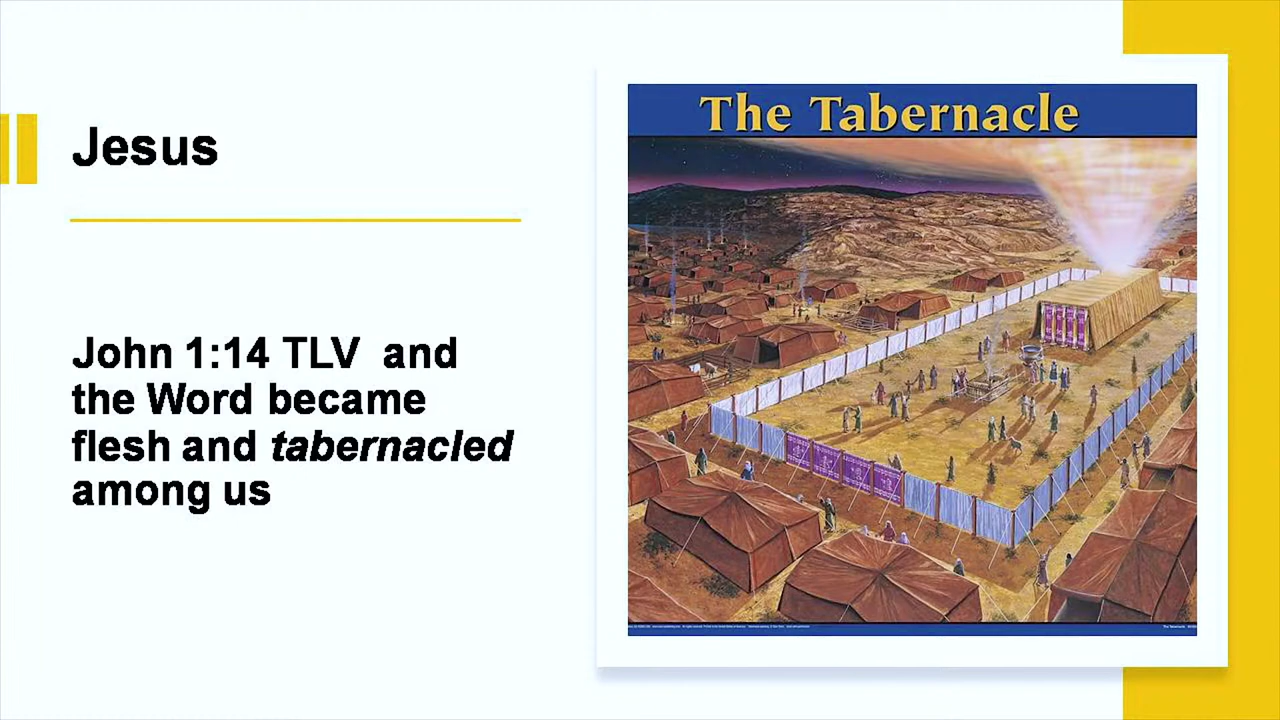 Jesus
John 1:14 TLV  and
the Word became
flesh and tabernacled
among us
The Tabernacle